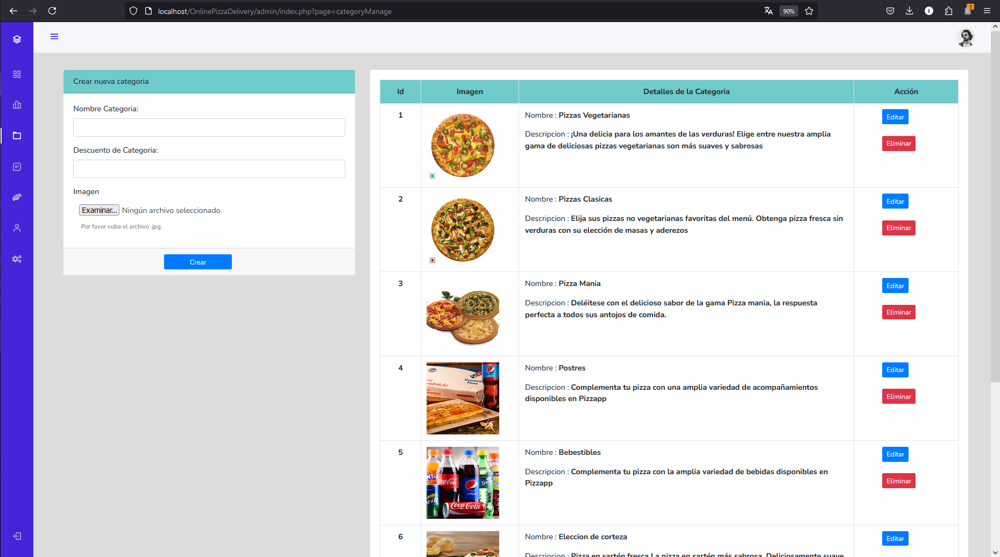 localhost/OnlinePizzaDelivery/admin/index.php?page=categoryManage
90%
Crear nueva categoria
Nombre Categoria:
Descuento de Categoria:
Imagen
Examinar... Ningún archivo seleccionado.
Por favor suba el archivo .jpg.
Crear
Id Imagen Detalles de la Categoria Acción
1
Nombre : Pizzas Vegetarianas
Descripcion : ¡Una delicia para los amantes de las verduras! Elige entre nuestra amplia
gama de deliciosas pizzas vegetarianas son más suaves y sabrosas
Editar
Eliminar
2
Nombre : Pizzas Clasicas
Descripcion : Elija sus pizzas no vegetarianas favoritas del menú. Obtenga pizza fresca sin
verduras con su elección de masas y aderezos
Editar
Eliminar
3
Nombre : Pizza Mania
Descripcion : Deléitese con el delicioso sabor de la gama Pizza mania, la respuesta
perfecta a todos sus antojos de comida.
Editar
Eliminar
4
Domino's
Pizza
pepsi
Nombre : Postres
Descripcion : Complementa tu pizza con una amplia variedad de acompañamientos
disponibles en Pizzapp
Editar
Eliminar
5
Coca-Cola
pepsi
Coca-Cola
Nombre : Bebestibles
Descripcion : Complementa tu pizza con la amplia variedad de bebidas disponibles en
Pizzapp
Editar
Eliminar
6
Nombre : Eleccion de corteza
Descripcion : Pizza en sartén fresca La pizza en sartén más sabrosa. Deliciosamente suave
Editar